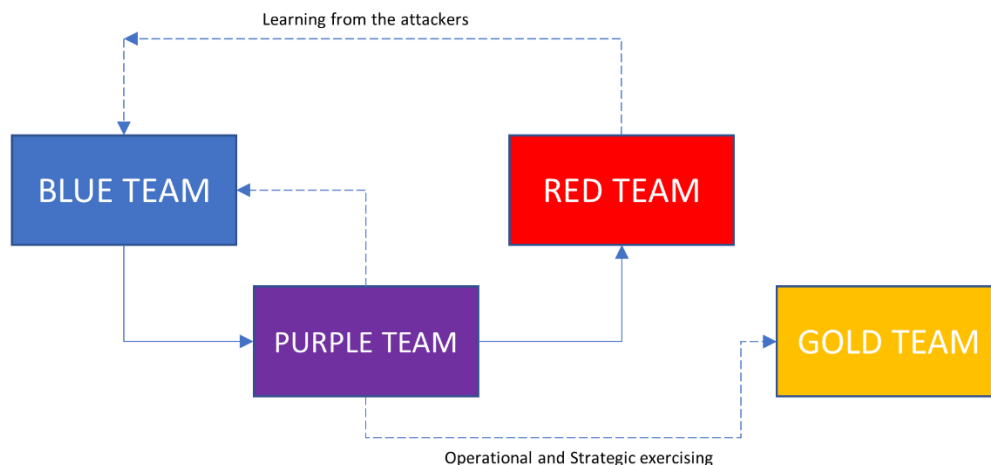 Learning from the attackers
BLUE TEAM
RED TEAM
PURPLE TEAM
GOLD TEAM
Operational and Strategic exercising